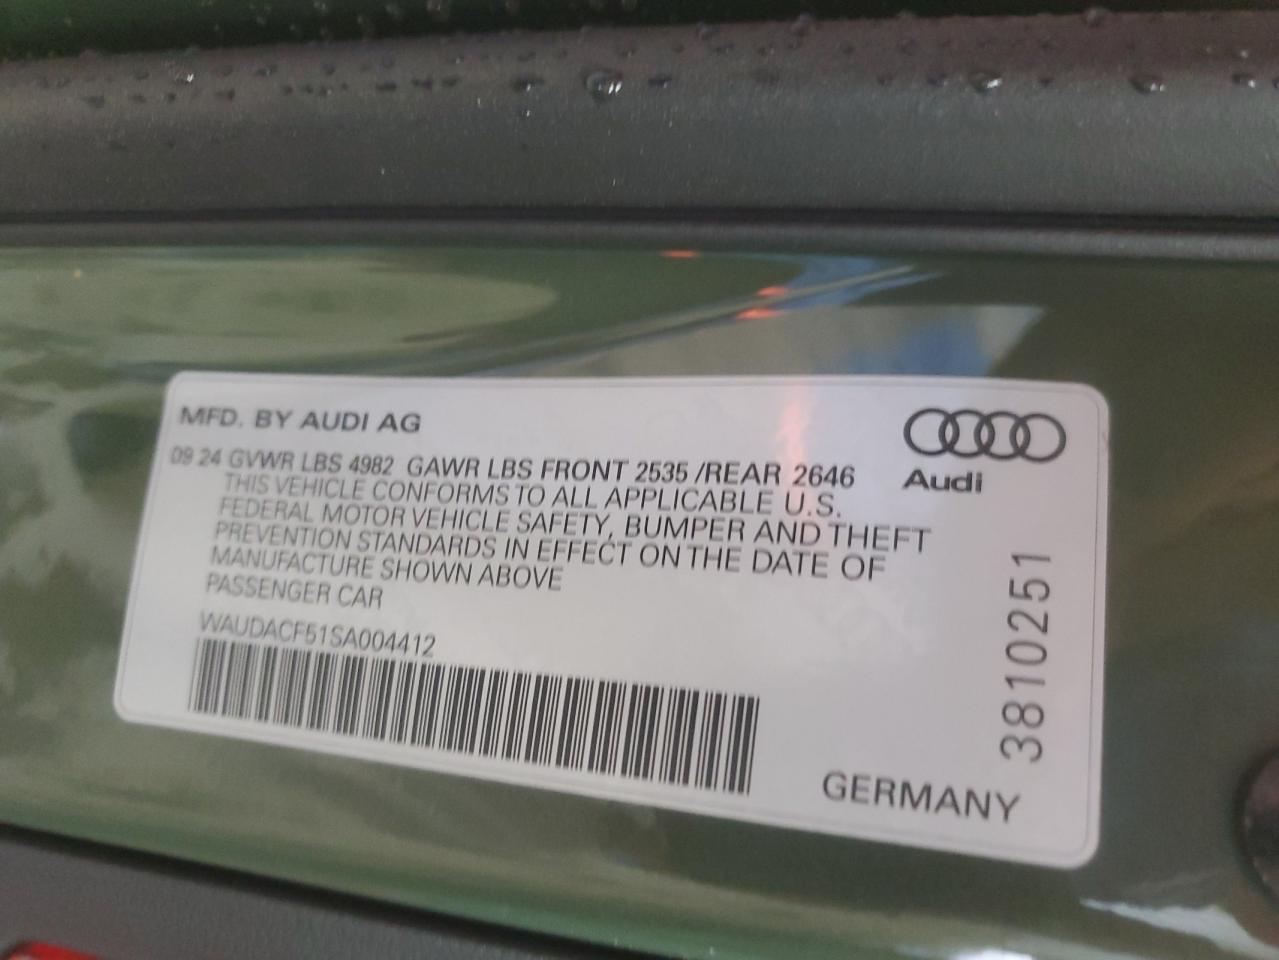 MFD. BY AUDI AG
Audi
09 24 GVWR LBS 4982 GAWR LBS FRONT 2535 /REAR 2646
THIS VEHICLE CONFORMS TO ALL APPLICABLE U.S.
FEDERAL MOTOR VEHICLE SAFETY, BUMPER AND THEFT
PREVENTION STANDARDS IN EFFECT ON THE DATE OF
MANUFACTURE SHOWN ABOVE
PASSENGER CAR
WAUDACF51SA004412
3810251
GERMANY